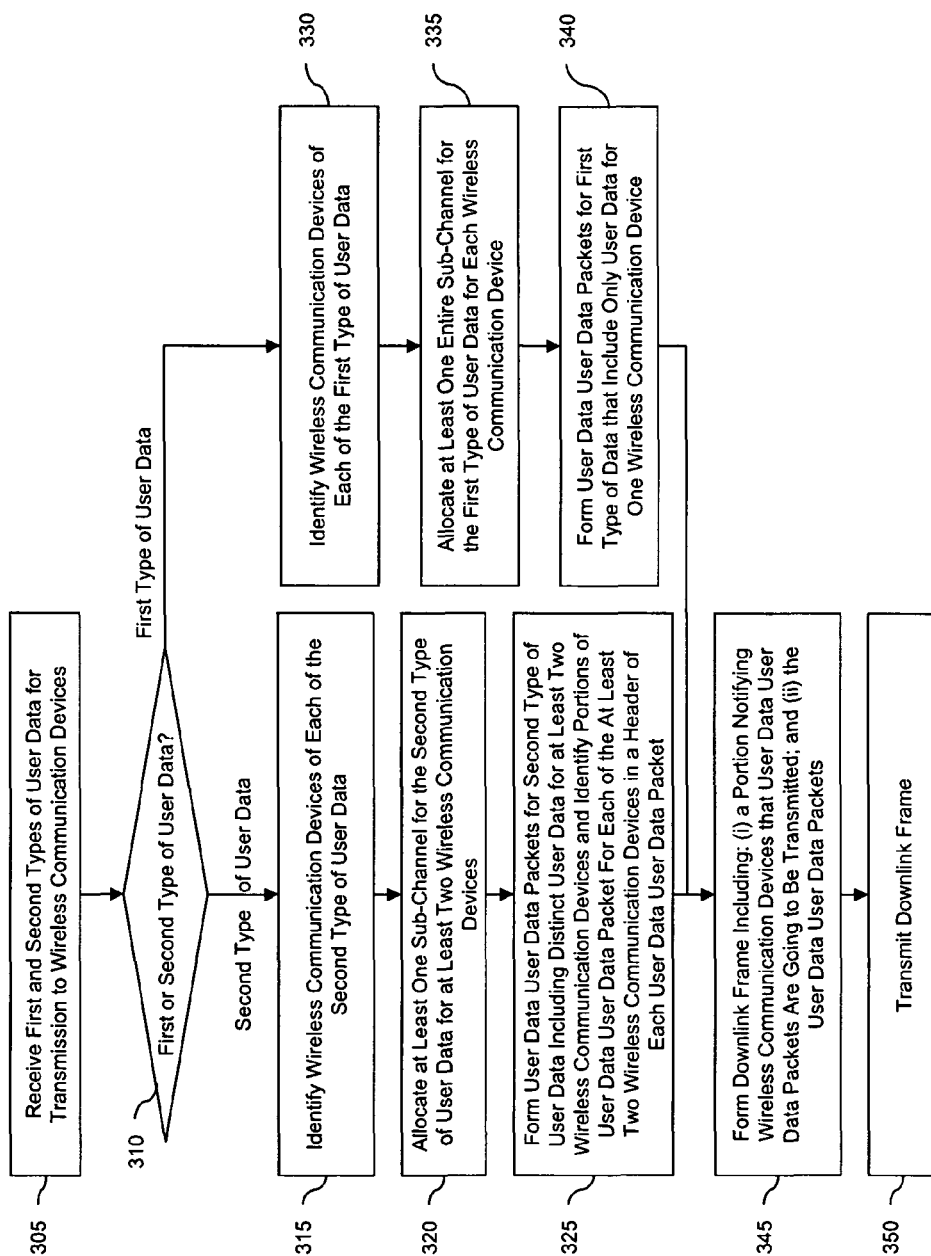 305
Receive First and Second Types of User Data for
Transmission to Wireless Communication Devices
310
First or Second Type of User Data?
First Type of User Data
Second Type of User Data
315
Identify Wireless Communication Devices of Each of the
Second Type of User Data
320
Allocate at Least One Sub-Channel for the Second Type
of User Data for at Least Two Wireless Communication
Devices
325
Form User Data User Data Packets for Second Type of
User Data Including Distinct User Data for at Least Two
Wireless Communication Devices and Identify Portions of
User Data User Data Packet For Each of the At Least
Two Wireless Communication Devices in a Header of
Each User Data User Data Packet
330
Identify Wireless Communication Devices of
Each of the First Type of User Data
335
Allocate at Least One Entire Sub-Channel for
the First Type of User Data for Each Wireless
Communication Device
340
Form User Data User Data Packets for First
Type of Data that Include Only User Data for
One Wireless Communication Device
345
Form Downlink Frame Including: (i) a Portion Notifying
Wireless Communication Devices that User Data User
Data Packets Are Going to Be Transmitted; and (ii) the
User Data User Data Packets
350
Transmit Downlink Frame